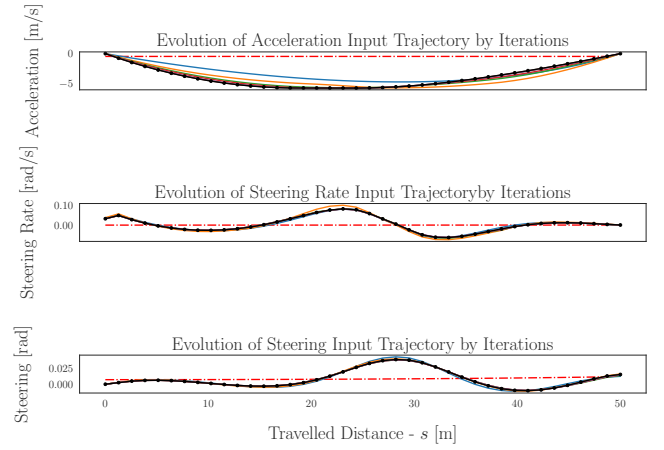 Evolution of Acceleration Input Trajectory by Iterations
Acceleration [m/s]
0
−5
Evolution of Steering Rate Input Trajectoryby Iterations
Steering Rate [rad/s]
0.10
0.00
Evolution of Steering Input Trajectory by Iterations
Steering [rad]
0.025
0.000
0
10
20
30
40
50
Travelled Distance - s [m]